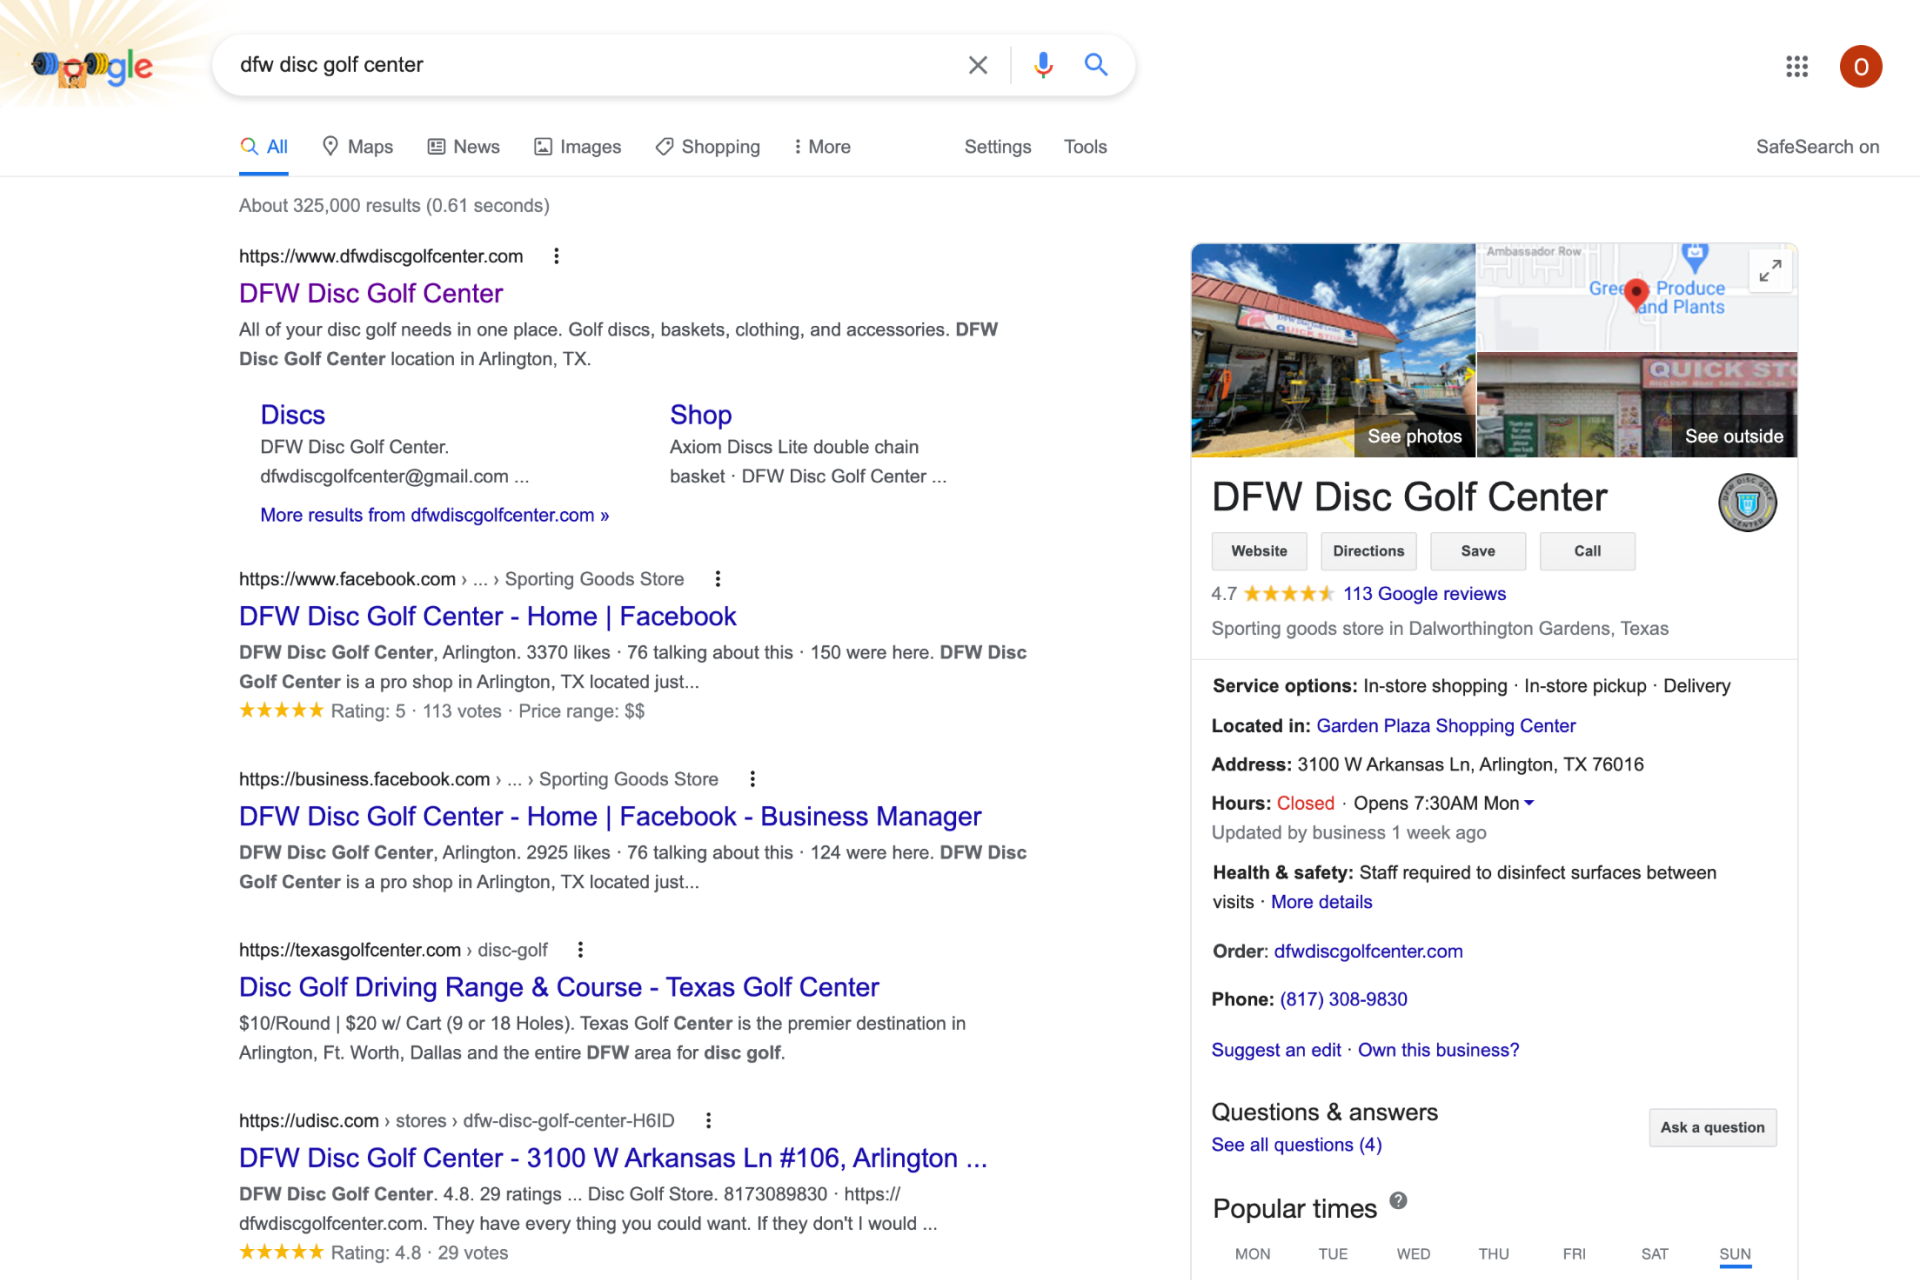 Google
dfw disc golf center
O
All
Maps
News
Images
Shopping
More
Settings
Tools
SafeSearch on
About 325,000 results (0.61 seconds)
https://www.dfwdiscgolfcenter.com
DFW Disc Golf Center
All of your disc golf needs in one place. Golf discs, baskets, clothing, and accessories. DFW
Disc Golf Center location in Arlington, TX.
Discs
DFW Disc Golf Center.
dfwdiscgolfcenter@gmail.com ...
Shop
Axiom Discs Lite double chain
basket · DFW Disc Golf Center ...
More results from dfwdiscgolfcenter.com »
https://www.facebook.com › ... › Sporting Goods Store
DFW Disc Golf Center - Home | Facebook
DFW Disc Golf Center, Arlington. 3370 likes · 76 talking about this · 150 were here. DFW Disc
Golf Center is a pro shop in Arlington, TX located just...
Rating: 5 · 113 votes · Price range: $$
https://business.facebook.com › ... › Sporting Goods Store
DFW Disc Golf Center - Home | Facebook - Business Manager
DFW Disc Golf Center, Arlington. 2925 likes · 76 talking about this · 124 were here. DFW Disc
Golf Center is a pro shop in Arlington, TX located just...
https://texasgolfcenter.com › disc-golf
Disc Golf Driving Range & Course - Texas Golf Center
$10/Round | $20 w/ Cart (9 or 18 Holes). Texas Golf Center is the premier destination in
Arlington, Ft. Worth, Dallas and the entire DFW area for disc golf.
https://udisc.com › stores › dfw-disc-golf-center-H6ID
DFW Disc Golf Center - 3100 W Arkansas Ln #106, Arlington ...
DFW Disc Golf Center. 4.8. 29 ratings ... Disc Golf Store. 8173089830 · https://
dfwdiscgolfcenter.com. They have every thing you could want. If they don't I would ...
Rating: 4.8 · 29 votes
Ambassador Row
Produce
and Plants
QUICK STOP
QUICK STO
See photos
See outside
DFW Disc Golf Center
DFW DISC GOLF
CENTER
Website
Directions
Save
Call
4.7
113 Google reviews
Sporting goods store in Dalworthington Gardens, Texas
Service options: In-store shopping · In-store pickup · Delivery
Located in: Garden Plaza Shopping Center
Address: 3100 W Arkansas Ln, Arlington, TX 76016
Hours: Closed · Opens 7:30AM Mon
Updated by business 1 week ago
Health & safety: Staff required to disinfect surfaces between
visits · More details
Order: dfwdiscgolfcenter.com
Phone: (817) 308-9830
Suggest an edit · Own this business?
Questions & answers
See all questions (4)
Ask a question
Popular times
MON
TUE
WED
THU
FRI
SAT
SUN